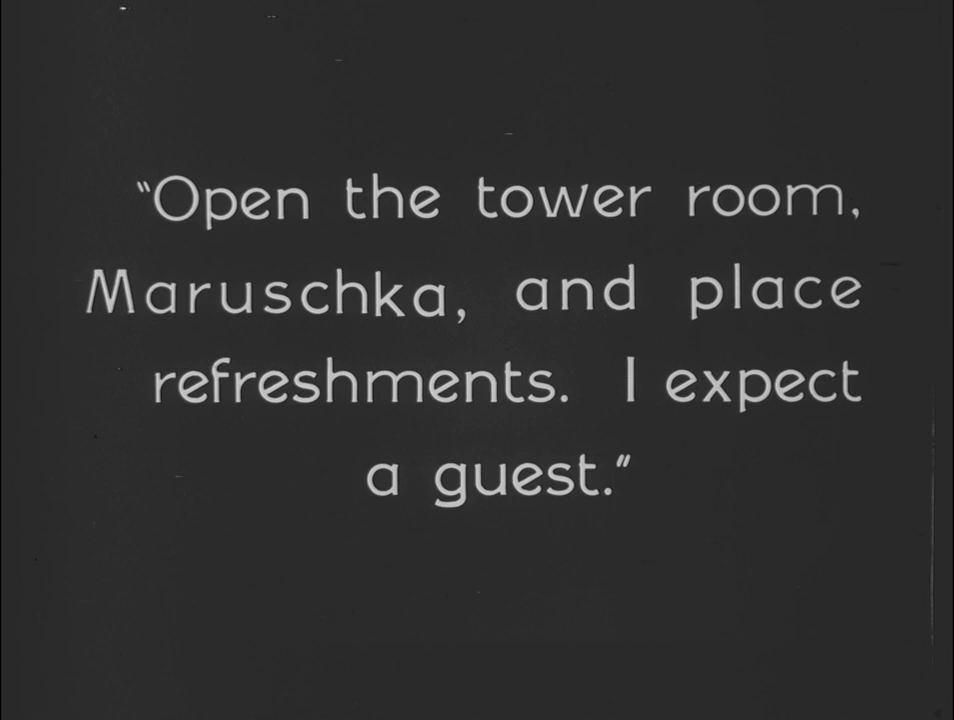 "Open the tower room,
Maruschka, and place
refreshments. I expect
a guest."